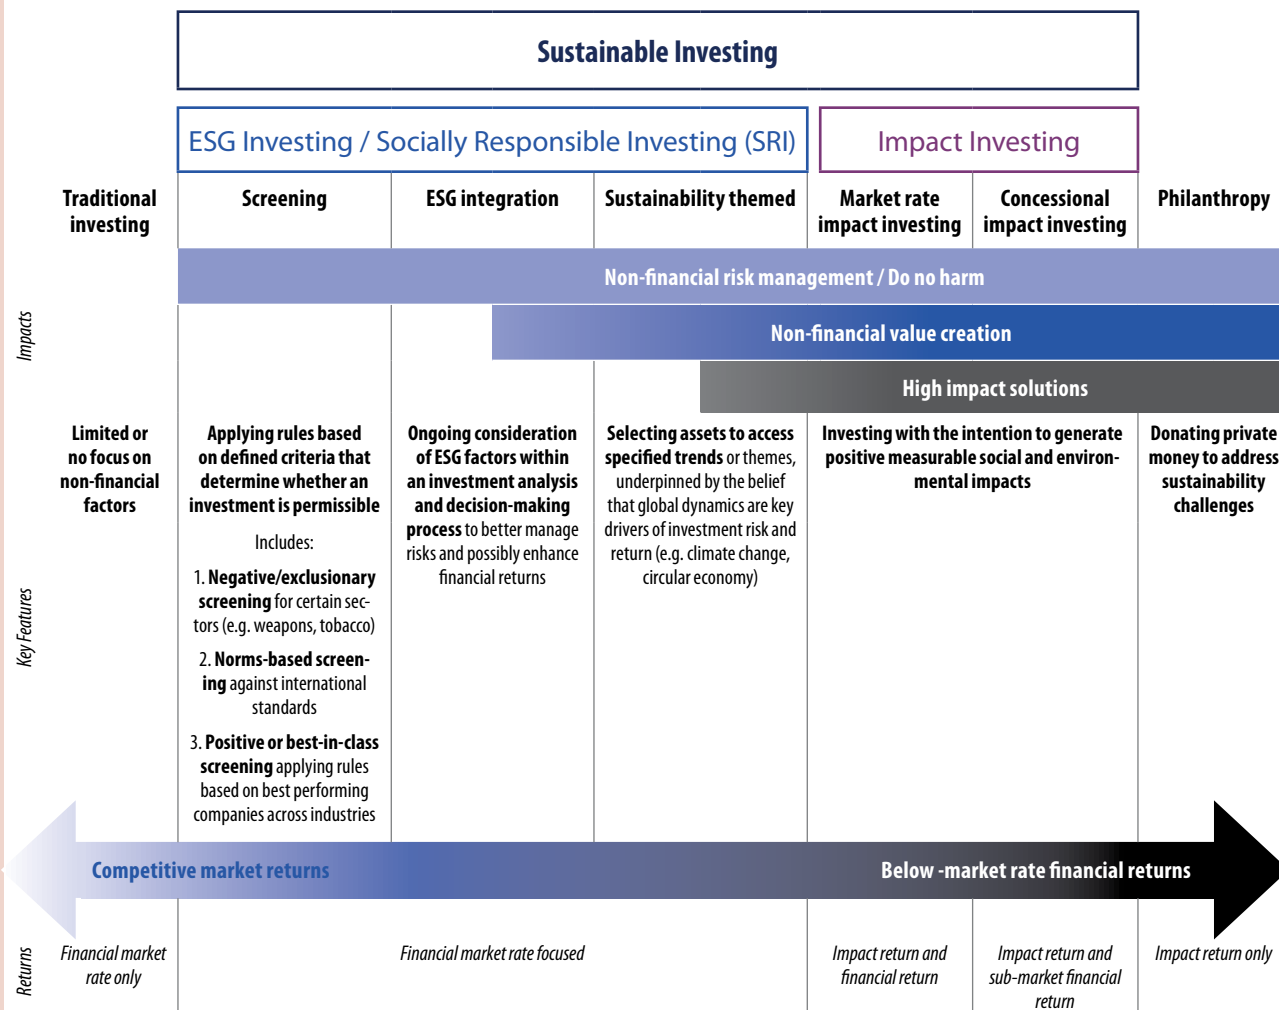 Sustainable Investing
ESG Investing / Socially Responsible Investing (SRI)
Impact Investing
Traditional
investing
Screening
ESG integration
Sustainability themed
Market rate
impact investing
Concessional
impact investing
Philanthropy
Impacts
Non-financial risk management / Do no harm
Non-financial value creation
High impact solutions
Key Features
Limited or
no focus on
non-financial
factors
Applying rules based
on defined criteria that
determine whether an
investment is permissible
Includes:
1. Negative/exclusionary
screening for certain sec-
tors (e.g. weapons, tobacco)
2. Norms-based screen-
ing against international
standards
3. Positive or best-in-class
screening applying rules
based on best performing
companies across industries
Ongoing consideration
of ESG factors within
an investment analysis
and decision-making
process to better manage
risks and possibly enhance
financial returns
Selecting assets to access
specified trends or themes,
underpinned by the belief
that global dynamics are key
drivers of investment risk and
return (e.g. climate change,
circular economy)
Investing with the intention to generate
positive measurable social and environ-
mental impacts
Donating private
money to address
sustainability
challenges
Competitive market returns
Below -market rate financial returns
Returns
Financial market
rate only
Financial market rate focused
Impact return and
financial return
Impact return and
sub-market financial
return
Impact return only